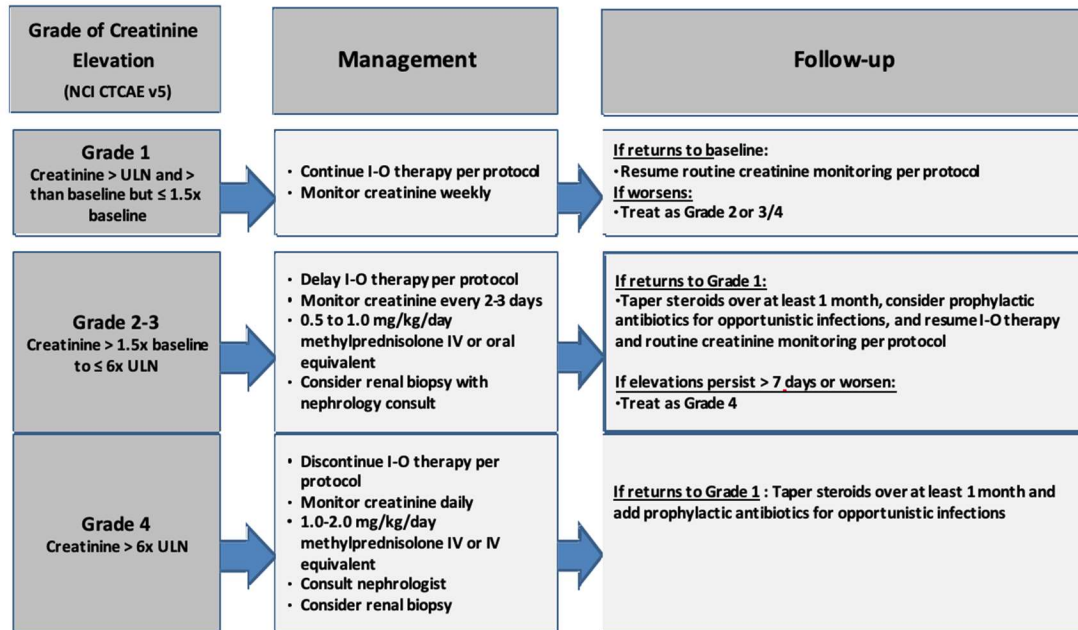 Grade of Creatinine
Elevation
(NCI CTCAE v5)
Management
Follow-up
Grade 1
Creatinine > ULN and >
than baseline but ≤ 1.5x
baseline
• Continue I-O therapy per protocol
• Monitor creatinine weekly
If returns to baseline:
•Resume routine creatinine monitoring per protocol
If worsens:
•Treat as Grade 2 or 3/4
Grade 2-3
Creatinine > 1.5x baseline
to ≤ 6x ULN
• Delay I-O therapy per protocol
• Monitor creatinine every 2-3 days
• 0.5 to 1.0 mg/kg/day
methylprednisolone IV or oral
equivalent
• Consider renal biopsy with
nephrology consult
If returns to Grade 1:
•Taper steroids over at least 1 month, consider prophylactic
antibiotics for opportunistic infections, and resume I-O therapy
and routine creatinine monitoring per protocol
If elevations persist > 7 days or worsen:
•Treat as Grade 4
Grade 4
Creatinine > 6x ULN
• Discontinue I-O therapy per
protocol
• Monitor creatinine daily
• 1.0-2.0 mg/kg/day
methylprednisolone IV or IV
equivalent
• Consult nephrologist
• Consider renal biopsy
If returns to Grade 1 : Taper steroids over at least 1 month and
add prophylactic antibiotics for opportunistic infections